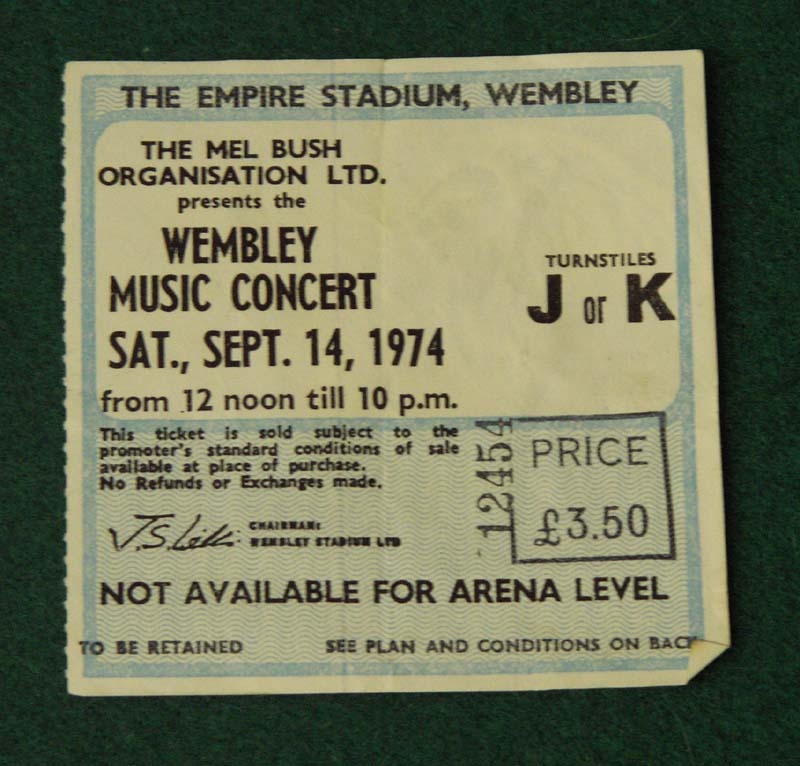 THE EMPIRE STADIUM, WEMBLEY
THE MEL BUSH
ORGANISATION LTD.
presents the
WEMBLEY
MUSIC CONCERT
SAT., SEPT. 14, 1974
from 12 noon till 10 p.m.
TURNSTILES
J or K
This ticket is sold subject to the
promoter's standard conditions of sale
available at place of purchase.
No Refunds or Exchanges made.
12454
PRICE
£3.50
CHAIRMAN:
WEMBLEY STADIUM LTD
NOT AVAILABLE FOR ARENA LEVEL
TO BE RETAINED
SEE PLAN AND CONDITIONS ON BACK